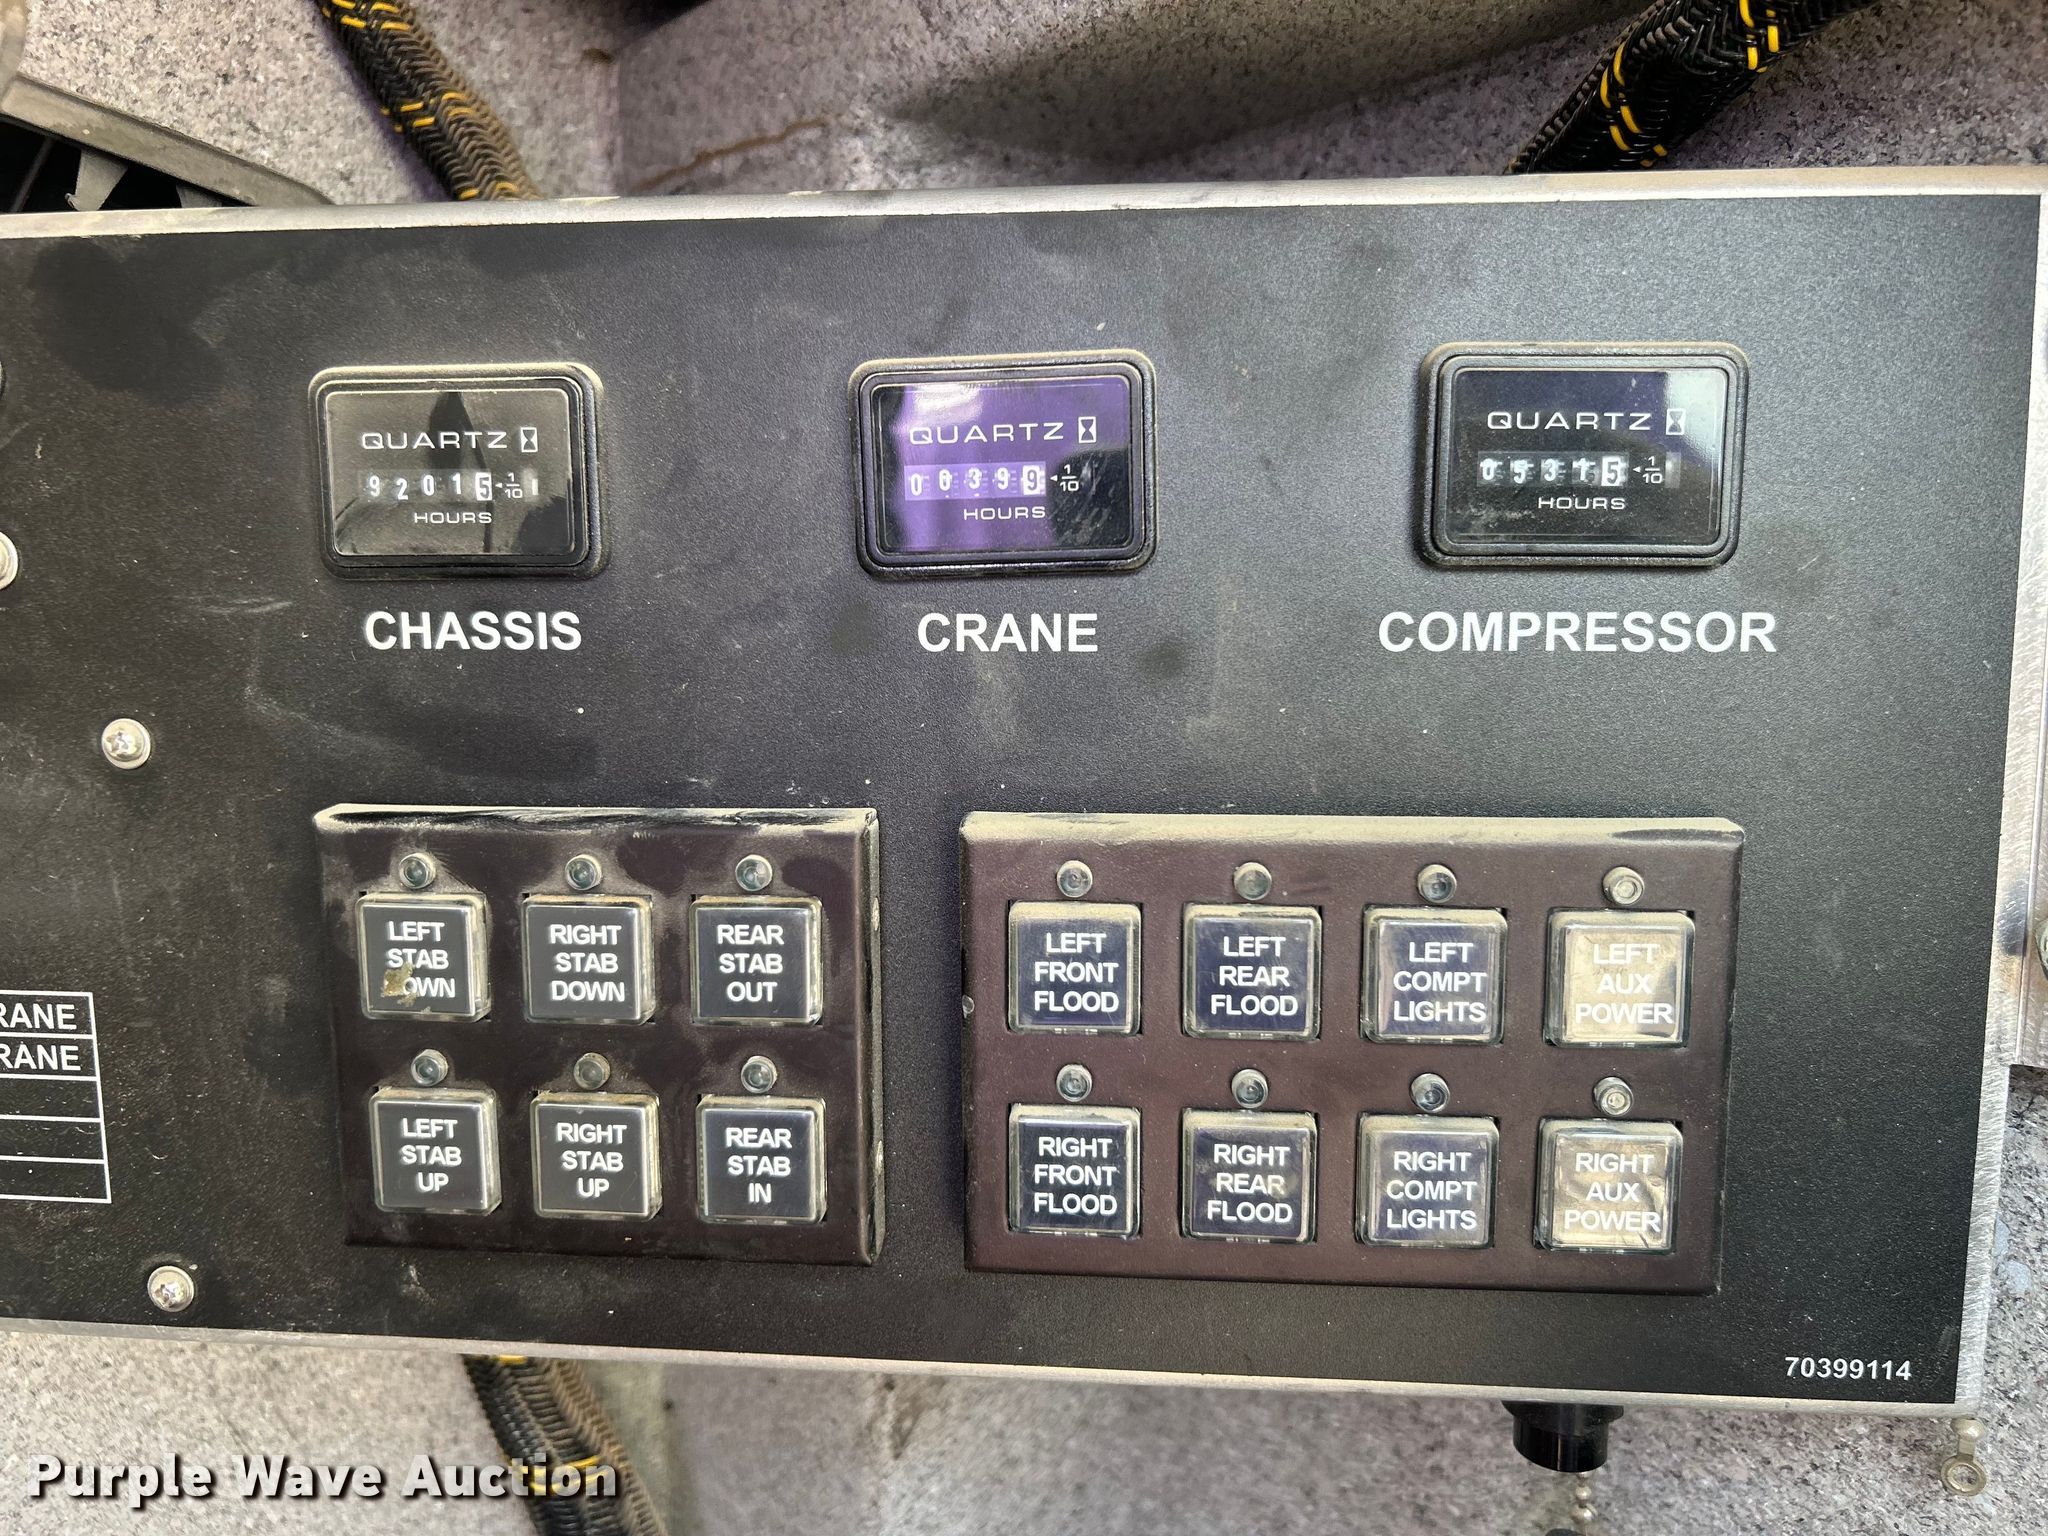 QUARTZ
92015 1/10
HOURS
CHASSIS
QUARTZ
00399 1/10
HOURS
CRANE
QUARTZ
05315 1/10
HOURS
COMPRESSOR
LEFT
STAB
DOWN
RIGHT
STAB
DOWN
REAR
STAB
OUT
LEFT
STAB
UP
RIGHT
STAB
UP
REAR
STAB
IN
LEFT
FRONT
FLOOD
LEFT
REAR
FLOOD
LEFT
COMPT
LIGHTS
LEFT
AUX
POWER
RIGHT
FRONT
FLOOD
RIGHT
REAR
FLOOD
RIGHT
COMPT
LIGHTS
RIGHT
AUX
POWER
RANE
RANE
70399114
Purple Wave Auction